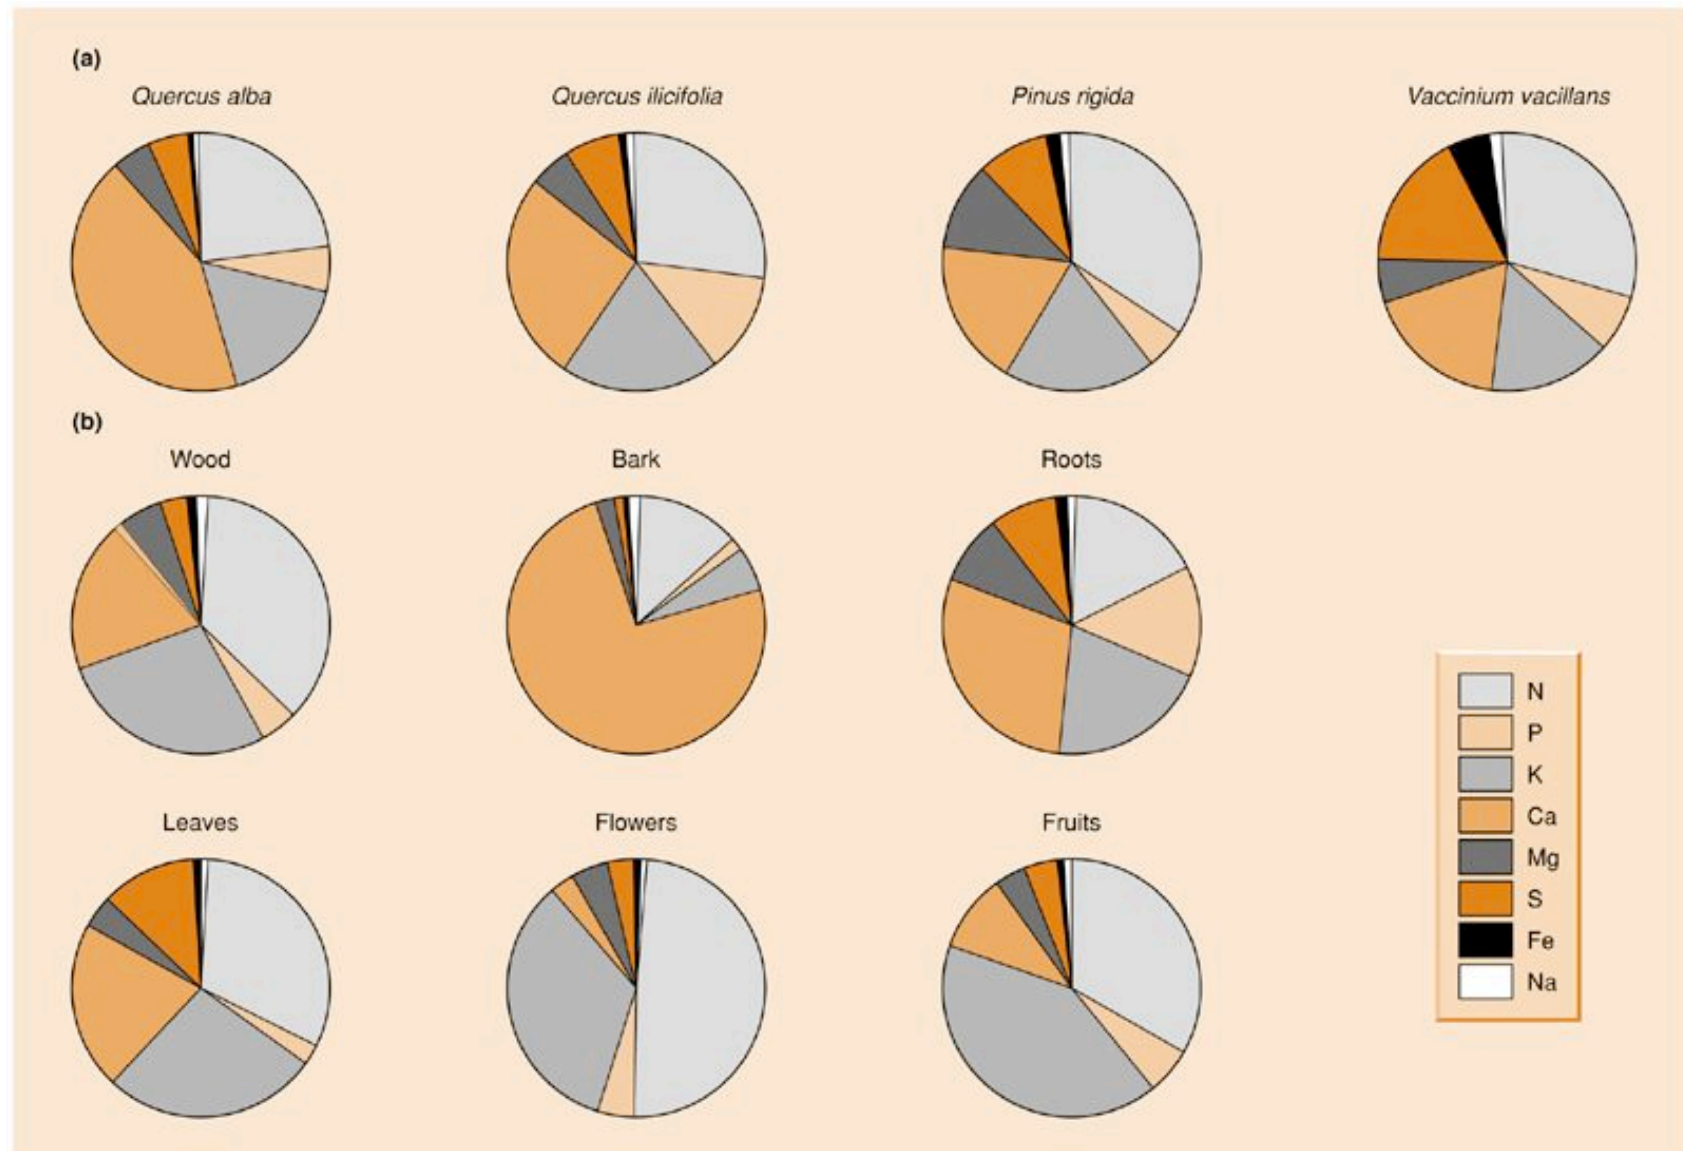 (a)
Quercus alba
Quercus ilicifolia
Pinus rigida
Vaccinium vacillans
(b)
Wood
Bark
Roots
Leaves
Flowers
Fruits
N
P
K
Ca
Mg
S
Fe
Na